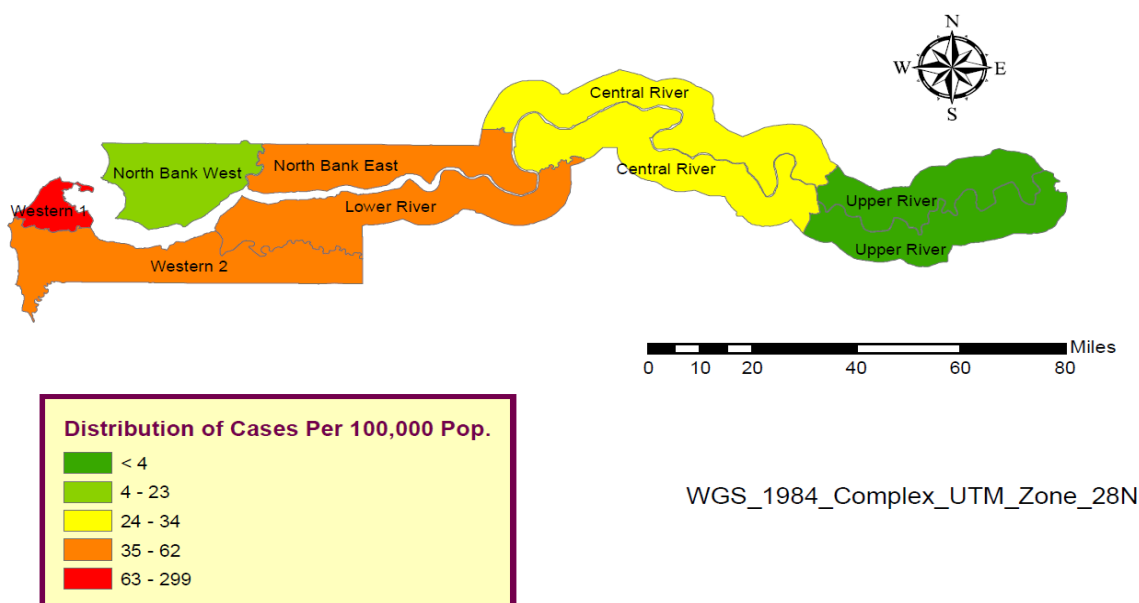 N
W E
S
Central River
North Bank West
North Bank East
Central River
Western 1
Lower River
Upper River
Upper River
Western 2
Miles
0 10 20 40 60 80
Distribution of Cases Per 100,000 Pop.
< 4
4 - 23
24 - 34
35 - 62
63 - 299
WGS_1984_Complex_UTM_Zone_28N